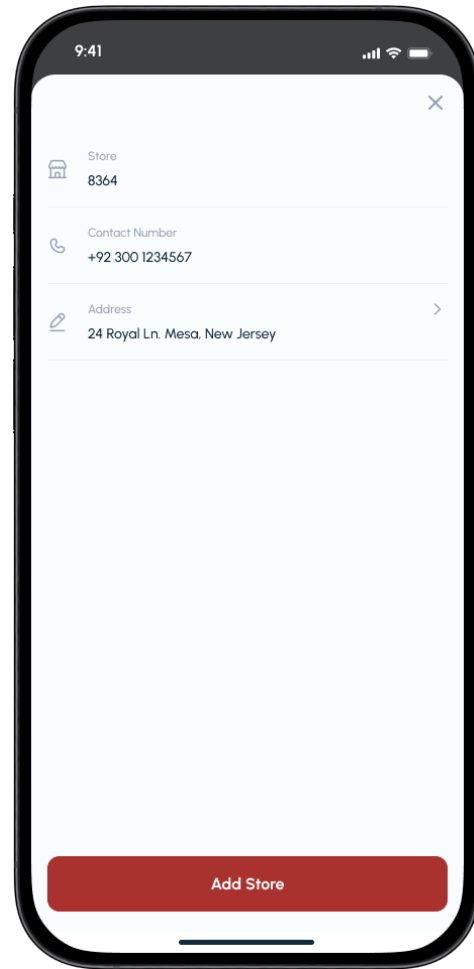 9:41
Store
8364
Contact Number
+92 300 1234567
Address
24 Royal Ln. Mesa, New Jersey
Add Store